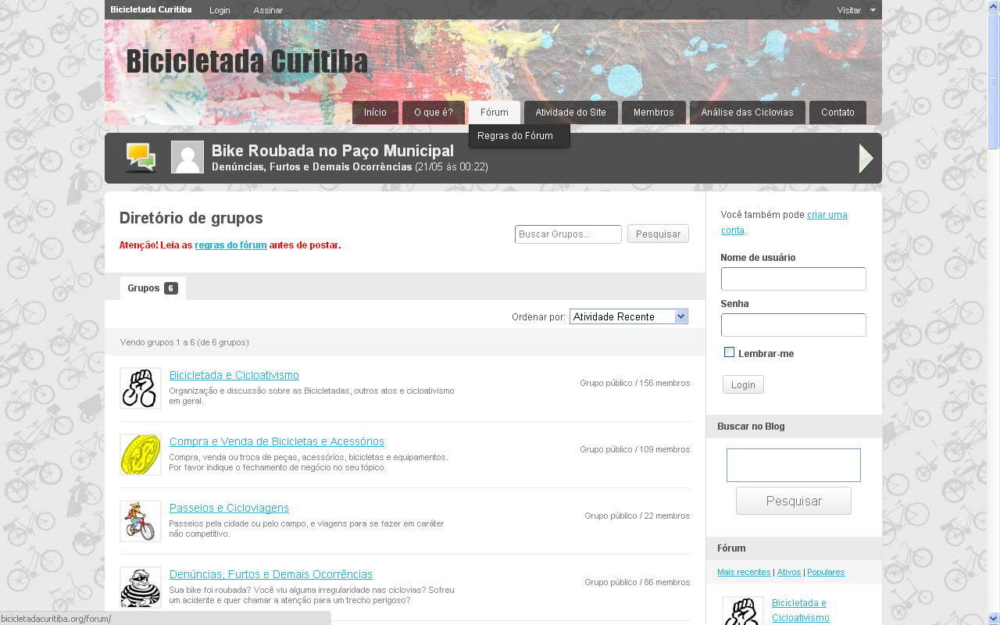 Bicicletada Curitiba Login Assinar Visitar
Bicicletada Curitiba
Início O que é? Fórum Atividade do Site Membros Análise das Ciclovias Contato
Regras do Fórum
Bike Roubada no Paço Municipal
Denúncias, Furtos e Demais Ocorrências (21/05 às 00:22)
Diretório de grupos
Buscar Grupos... Pesquisar
Atenção! Leia as regras do fórum antes de postar.
Grupos 6
Ordenar por: Atividade Recente
Vendo grupos 1 a 6 (de 6 grupos)
Bicicletada e Cicloativismo
Organização e discussão sobre as Bicicletadas, outros atos e cicloativismo
em geral.
Grupo público / 156 membros
Compra e Venda de Bicicletas e Acessórios
Compra, venda ou troca de peças, acessórios, bicicletas e equipamentos.
Por favor indique o fechamento de negócio no seu tópico.
Grupo público / 109 membros
Passeios e Cicloviagens
Passeios pela cidade ou pelo campo, e viagens para se fazer em caráter
não competitivo.
Grupo público / 22 membros
Denúncias, Furtos e Demais Ocorrências
Sua bike foi roubada? Você viu alguma irregularidade nas ciclovias? Sofreu
um acidente e quer chamar a atenção para um trecho perigoso?
Grupo público / 86 membros
Você também pode criar uma
conta.
Nome de usuário
Senha
Lembrar-me
Login
Buscar no Blog
Pesquisar
Fórum
Mais recentes | Ativos | Populares
Bicicletada e
Cicloativismo
bicicletadacuritiba.org/forum/